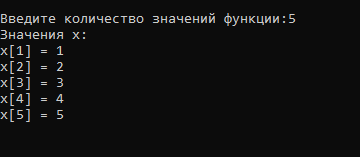 Введите количество значений функции:5
Значения x:
x[1] = 1
x[2] = 2
x[3] = 3
x[4] = 4
x[5] = 5